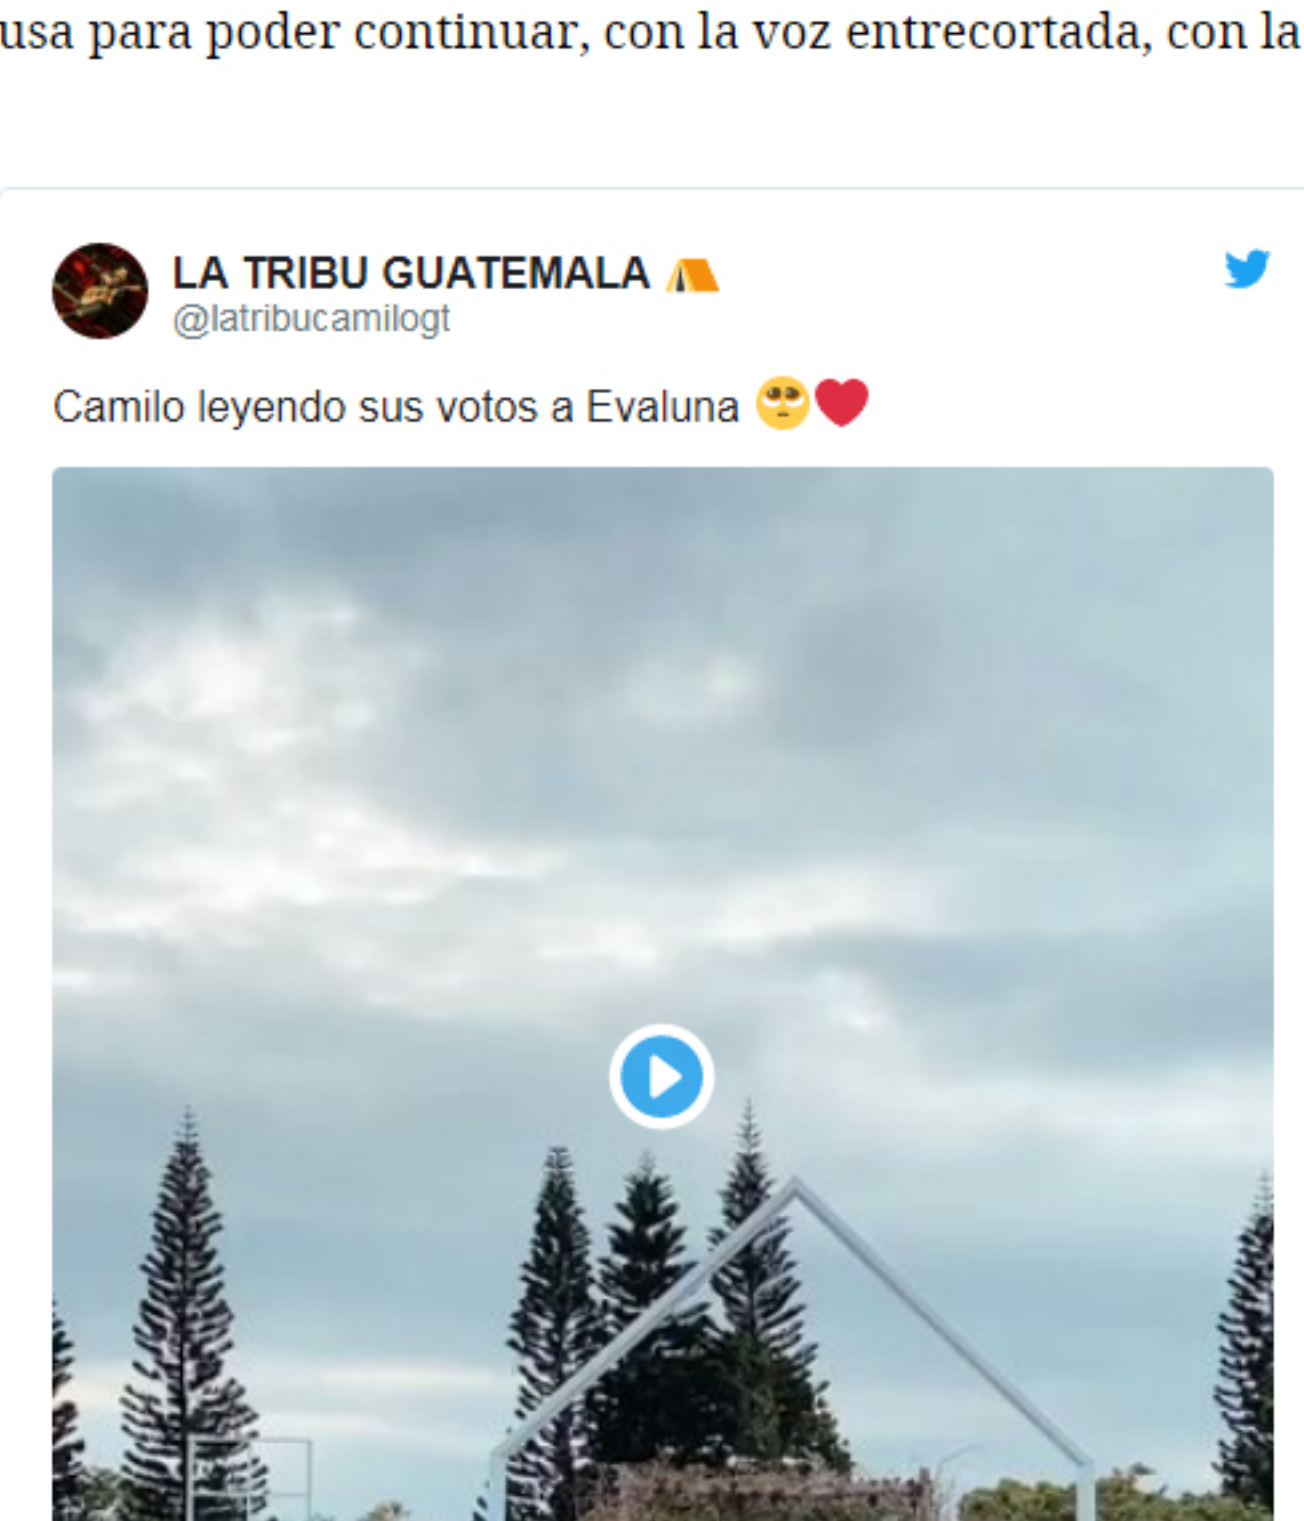 usa para poder continuar, con la voz entrecortada, con la
LA TRIBU GUATEMALA
@latribucamilogt
Camilo leyendo sus votos a Evaluna 🥺❤️